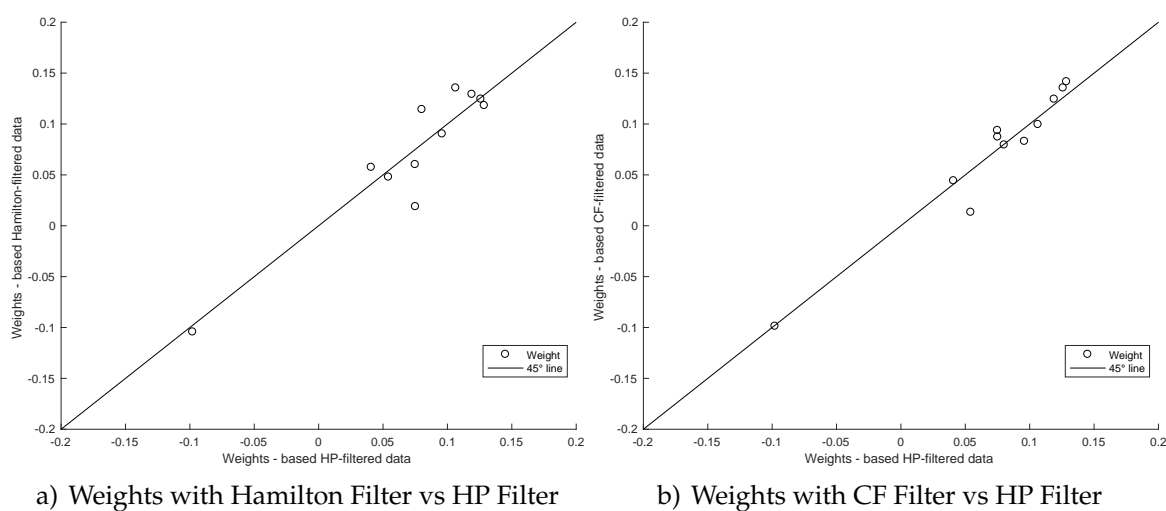 0.2
0.15
0.1
0.05
0
-0.05
-0.1
-0.15
-0.2
Weights - based Hamilton-filtered data
-0.2 -0.15 -0.1 -0.05 0 0.05 0.1 0.15 0.2
Weights - based HP-filtered data
Weight
45° line
a) Weights with Hamilton Filter vs HP Filter
0.2
0.15
0.1
0.05
0
-0.05
-0.1
-0.15
-0.2
Weights - based CF-filtered data
-0.2 -0.15 -0.1 -0.05 0 0.05 0.1 0.15 0.2
Weights - based HP-filtered data
Weight
45° line
b) Weights with CF Filter vs HP Filter